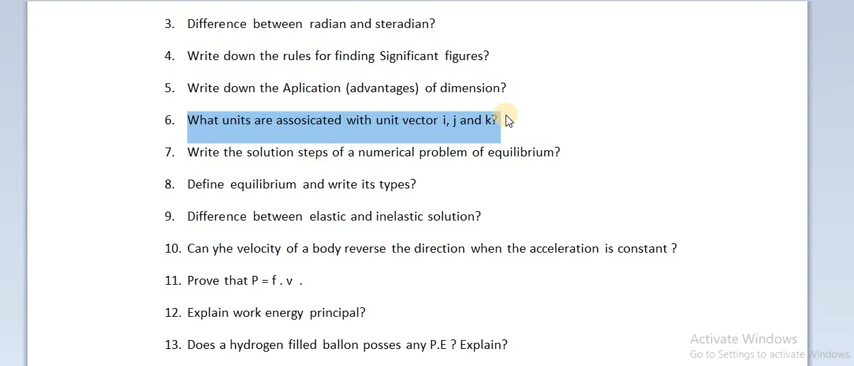 3. Difference between radian and steradian?
4. Write down the rules for finding Significant figures?
5. Write down the Aplication (advantages) of dimension?
6. What units are assosicated with unit vector i, j and k?
7. Write the solution steps of a numerical problem of equilibrium?
8. Define equilibrium and write its types?
9. Difference between elastic and inelastic solution?
10. Can yhe velocity of a body reverse the direction when the acceleration is constant ?
11. Prove that P = f . v .
12. Explain work energy principal?
13. Does a hydrogen filled ballon posses any P.E ? Explain?
Activate Windows
Go to Settings to activate Windows.